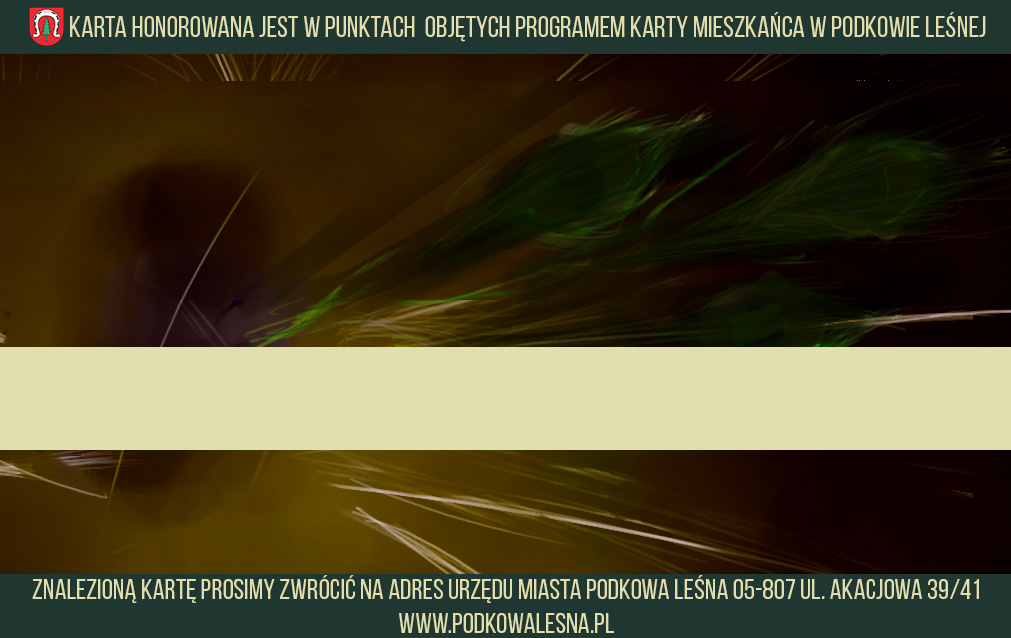 KARTA HONOROWANA JEST W PUNKTACH OBJĘTYCH PROGRAMEM KARTY MIESZKAŃCA W PODKOWIE LEŚNEJ
ZNALEZIONĄ KARTĘ PROSIMY ZWRÓCIĆ NA ADRES URZĘDU MIASTA PODKOWA LEŚNA 05-807 UL. AKACJOWA 39/41
WWW.PODKOWALESNA.PL